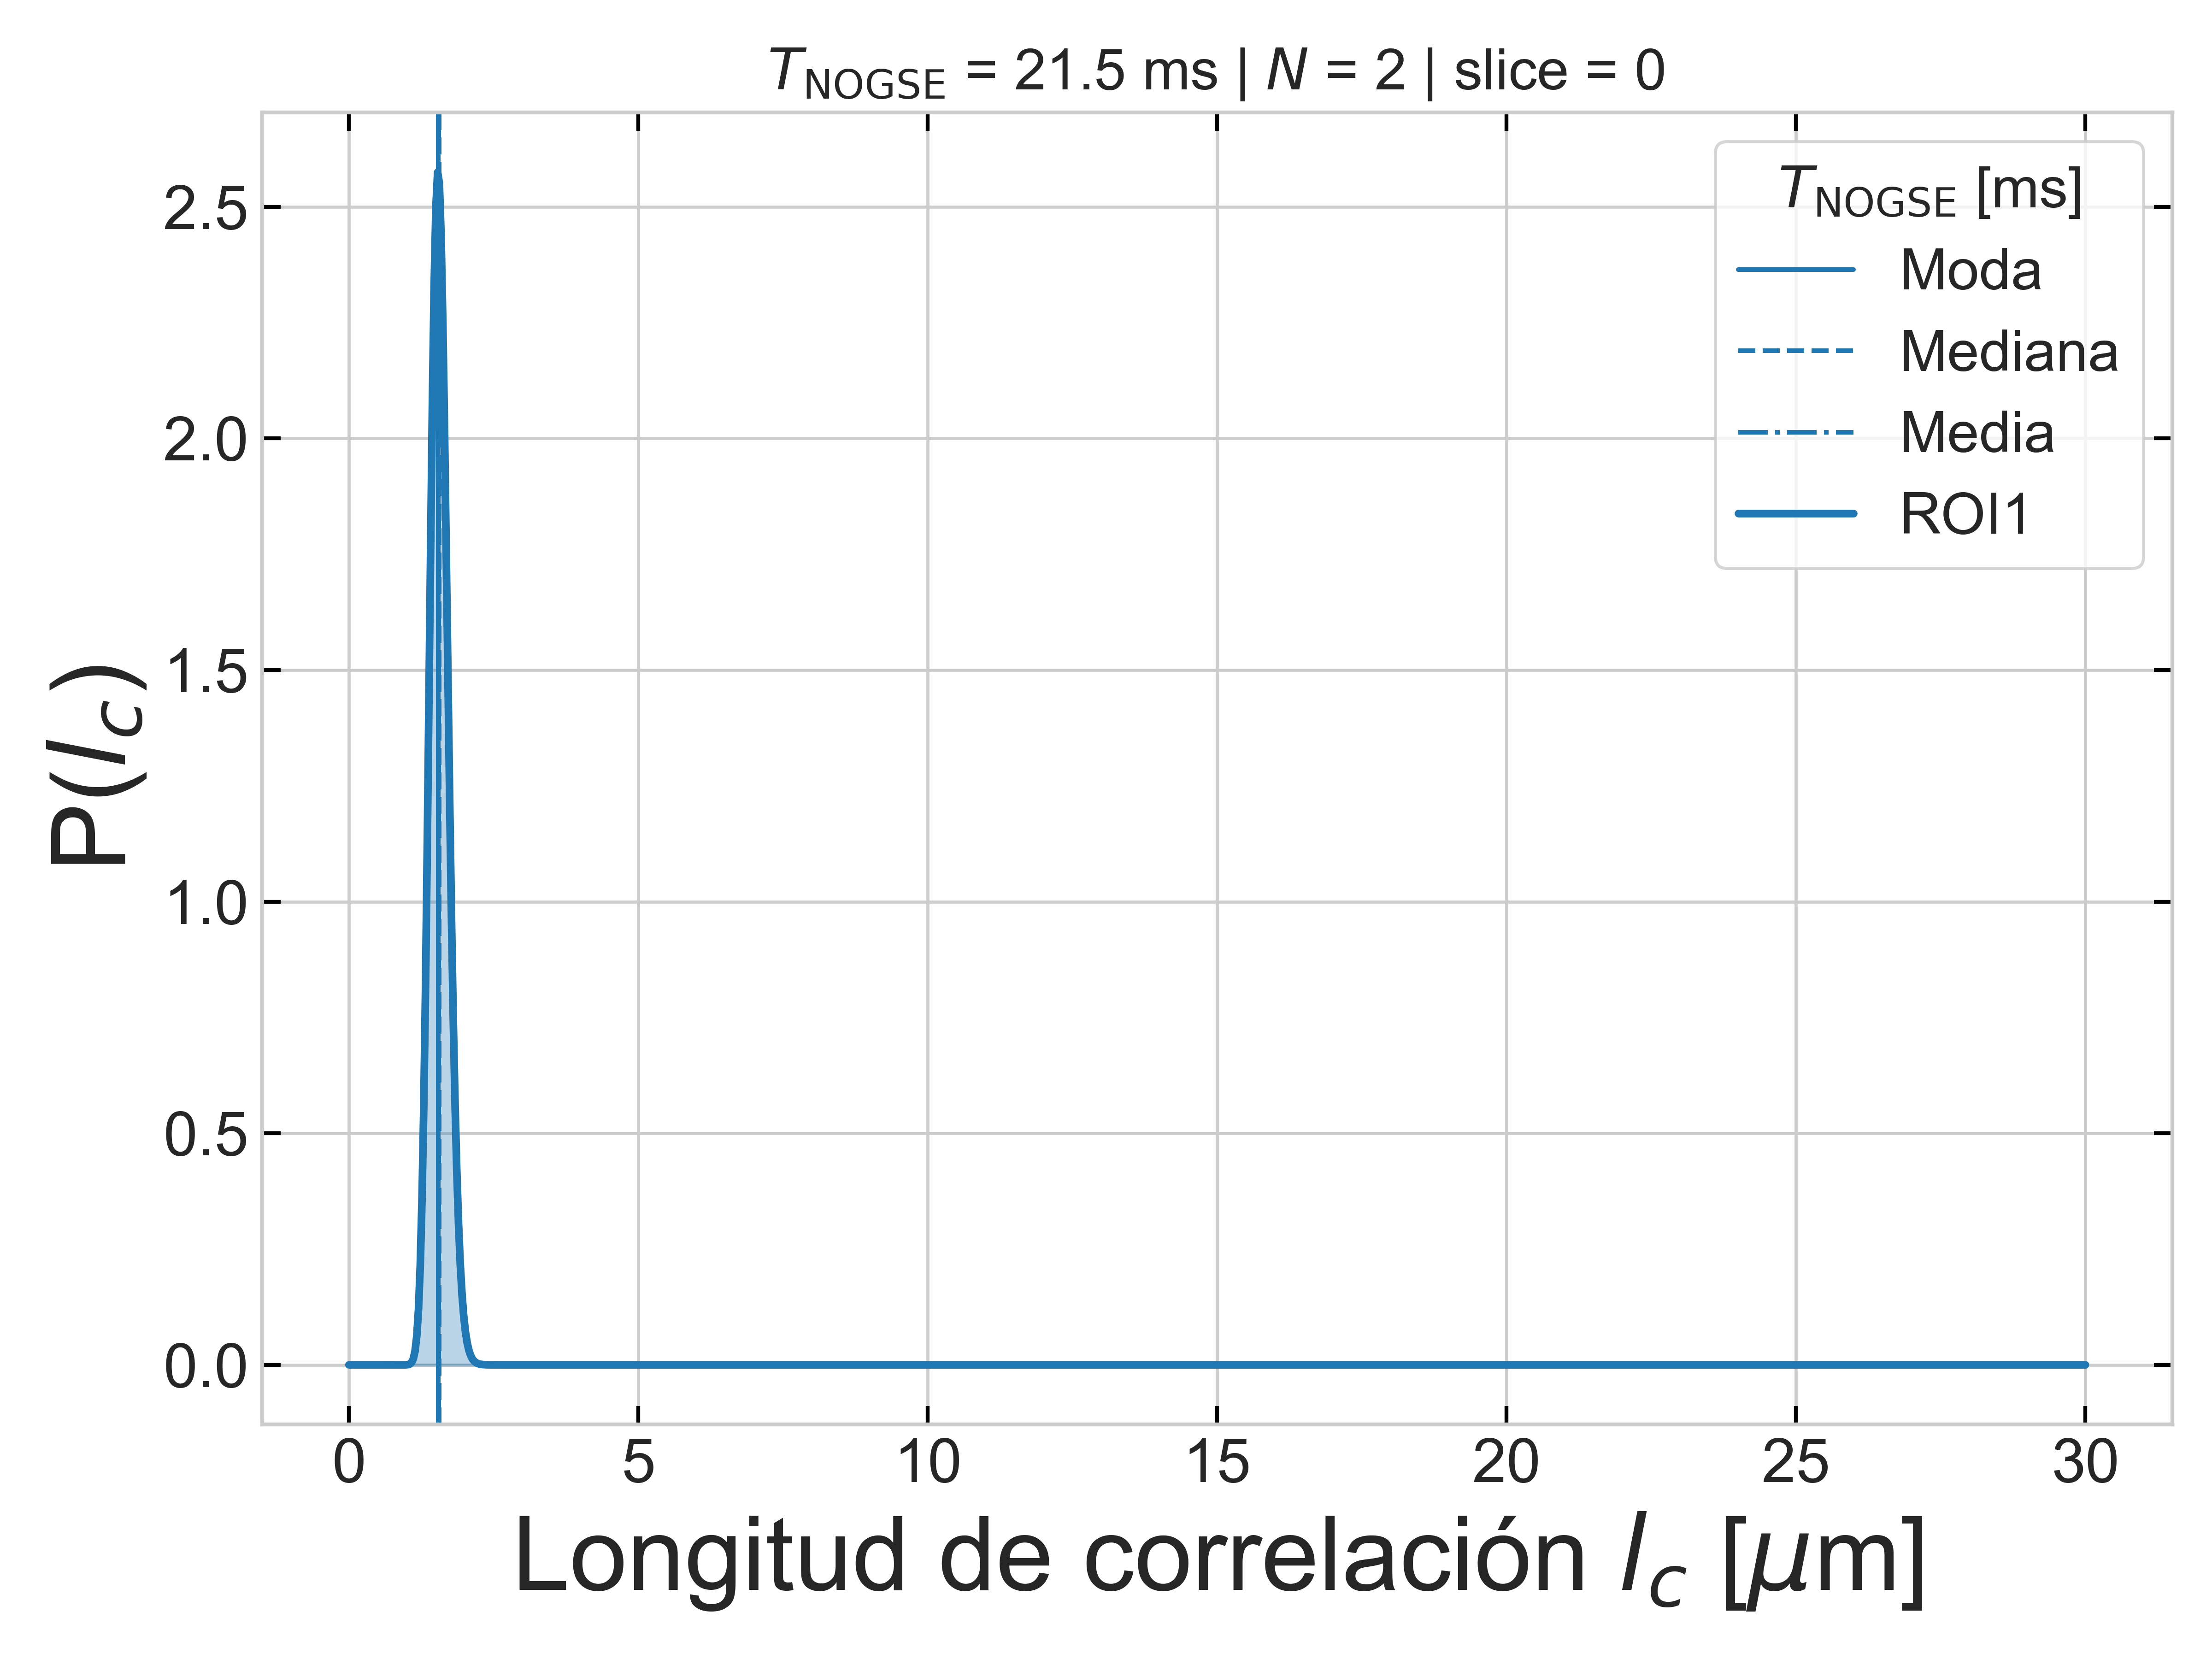 T_NOGSE = 21.5 ms | N = 2 | slice = 0
T_NOGSE [ms]
Moda
Mediana
Media
ROI1
P(l_c)
2.5
2.0
1.5
1.0
0.5
0.0
0 5 10 15 20 25 30
Longitud de correlación l_c [μm]